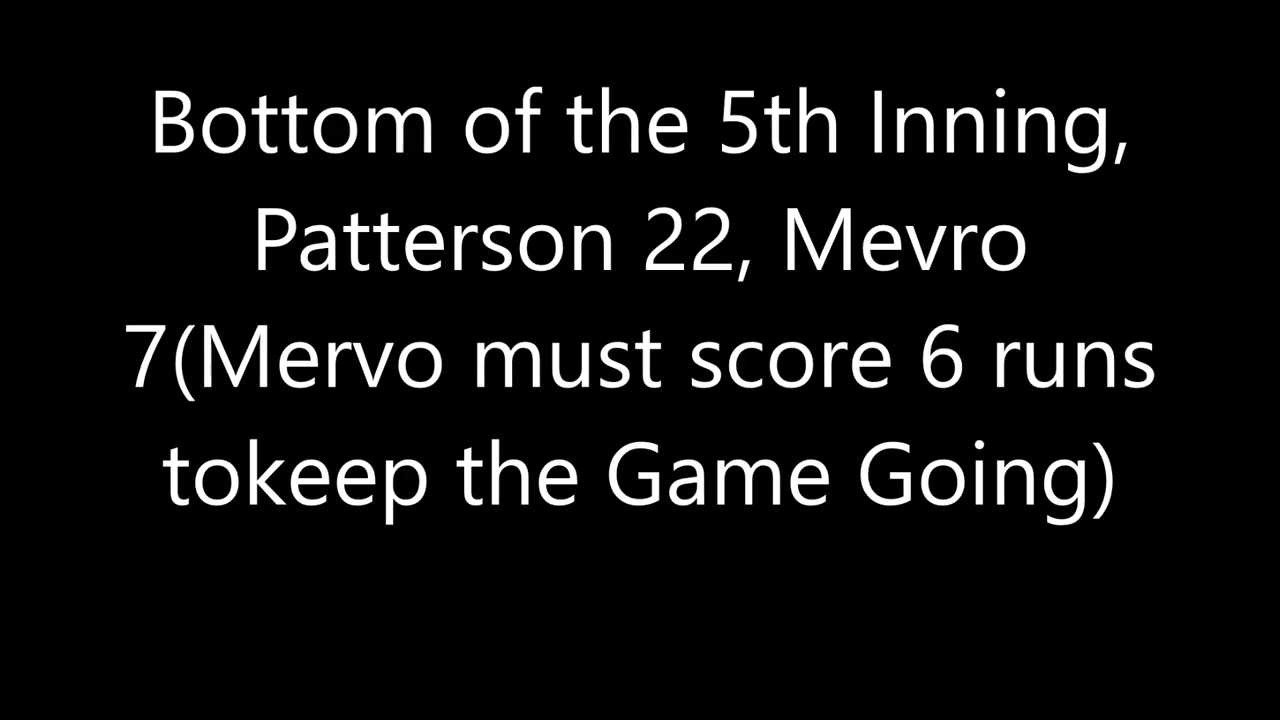 Bottom of the 5th Inning,
Patterson 22, Mevro
7(Mervo must score 6 runs
tokeep the Game Going)